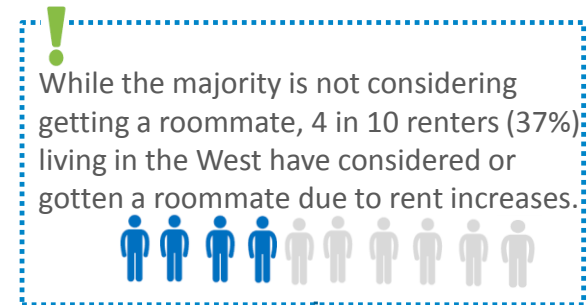 !
While the majority is not considering
getting a roommate, 4 in 10 renters (37%)
living in the West have considered or
gotten a roommate due to rent increases.